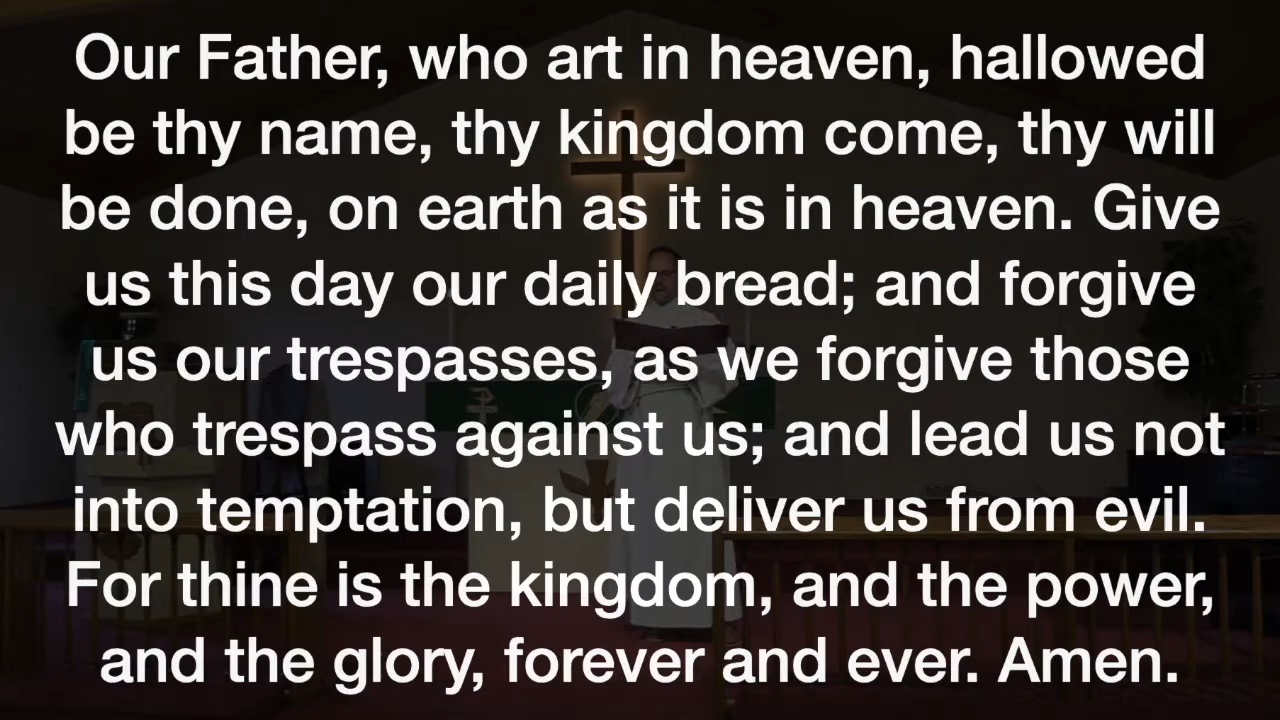 Our Father, who art in heaven, hallowed
be thy name, thy kingdom come, thy will
be done, on earth as it is in heaven. Give
us this day our daily bread; and forgive
us our trespasses, as we forgive those
who trespass against us; and lead us not
into temptation, but deliver us from evil.
For thine is the kingdom, and the power,
and the glory, forever and ever. Amen.